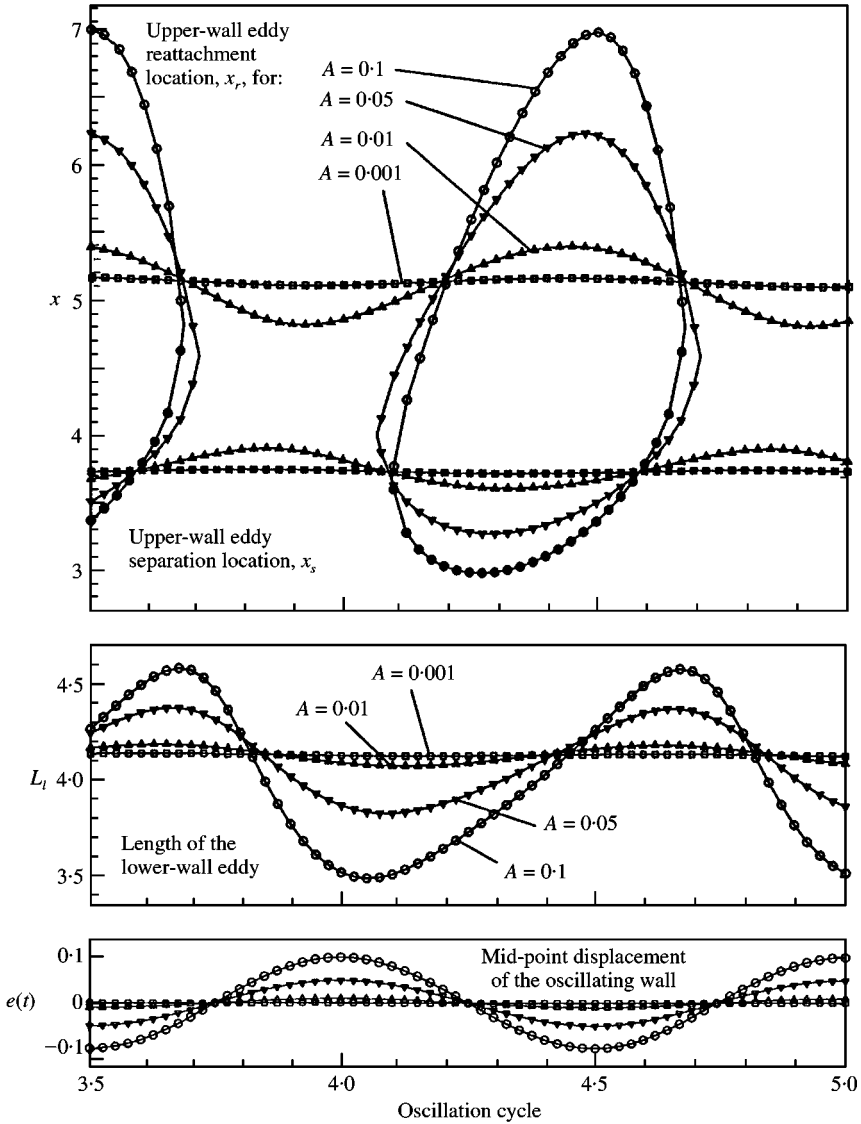 7
6
x
5
4
3
Upper-wall eddy
reattachment
location, xᵣ, for:
A = 0·1
A = 0·05
A = 0·01
A = 0·001
Upper-wall eddy
separation location, xₛ
4·5
Lₗ
4·0
3·5
A = 0·001
A = 0·01
A = 0·05
A = 0·1
Length of the
lower-wall eddy
0·1
e(t) 0
−0·1
Mid-point displacement
of the oscillating wall
3·5 4·0 4·5 5·0
Oscillation cycle